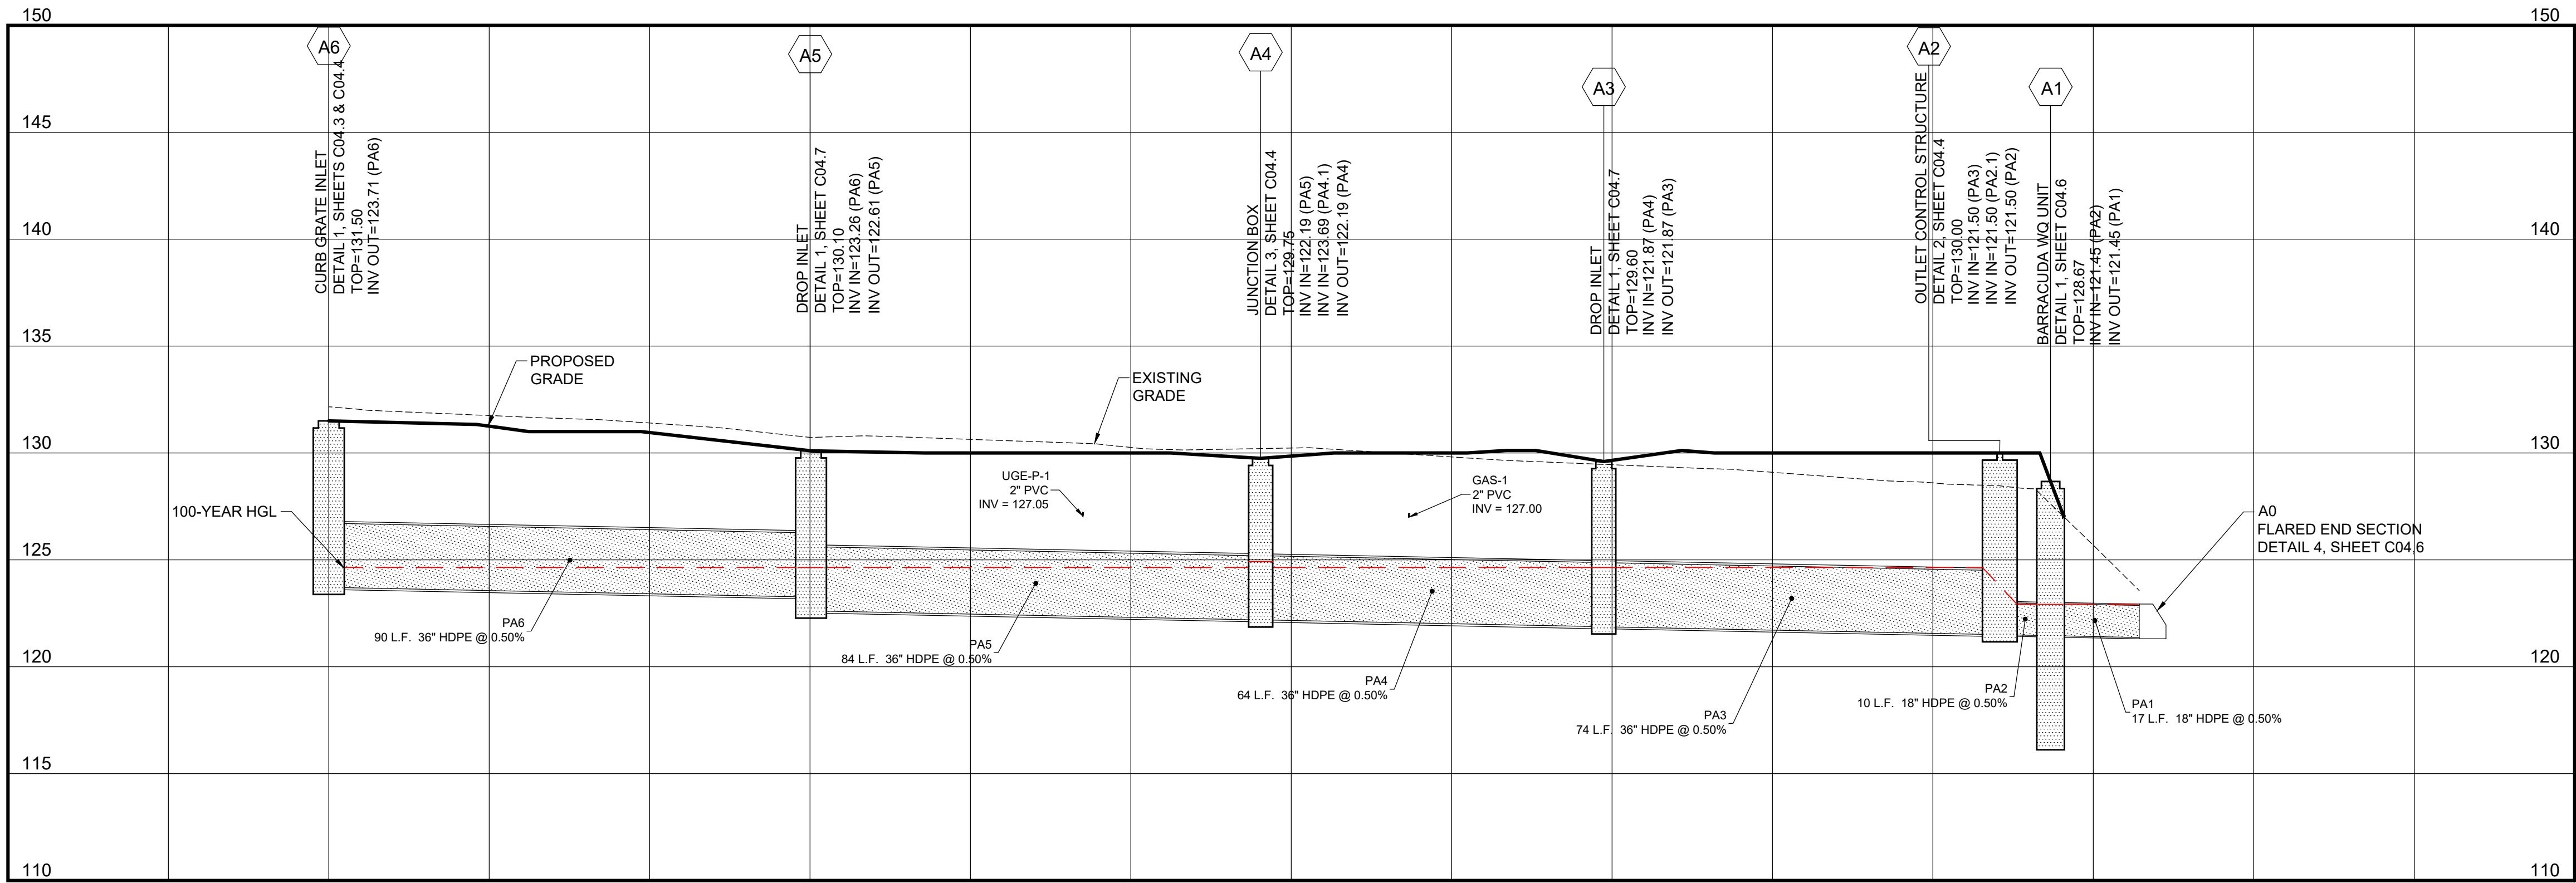 150
150
A6
CURB GRATE INLET
DETAIL 1, SHEETS C04.3 & C04.4
TOP=131.50
INV OUT=123.71 (PA6)
A5
DROP INLET
DETAIL 1, SHEET C04.7
TOP=130.10
INV IN=123.26 (PA6)
INV OUT=122.61 (PA5)
A4
JUNCTION BOX
DETAIL 3, SHEET C04.4
TOP=129.75
INV IN=122.19 (PA5)
INV IN=123.69 (PA4.1)
INV OUT=122.19 (PA4)
A3
DROP INLET
DETAIL 1, SHEET C04.7
TOP=129.60
INV IN=121.87 (PA4)
INV OUT=121.87 (PA3)
A2
OUTLET CONTROL STRUCTURE
DETAIL 2, SHEET C04.4
TOP=130.00
INV IN=121.50 (PA3)
INV IN=121.50 (PA2.1)
INV OUT=121.50 (PA2)
A1
BARRACUDA WQ UNIT
DETAIL 1, SHEET C04.6
TOP=128.67
INV IN=121.45 (PA2)
INV OUT=121.45 (PA1)
145
145
140
140
135
135
PROPOSED
GRADE
EXISTING
GRADE
130
130
UGE-P-1
2" PVC
INV = 127.05
GAS-1
2" PVC
INV = 127.00
100-YEAR HGL
A0
FLARED END SECTION
DETAIL 4, SHEET C04.6
125
125
PA6
90 L.F. 36" HDPE @ 0.50%
PA5
84 L.F. 36" HDPE @ 0.50%
PA4
64 L.F. 36" HDPE @ 0.50%
PA3
74 L.F. 36" HDPE @ 0.50%
PA2
10 L.F. 18" HDPE @ 0.50%
PA1
17 L.F. 18" HDPE @ 0.50%
120
120
115
115
110
110